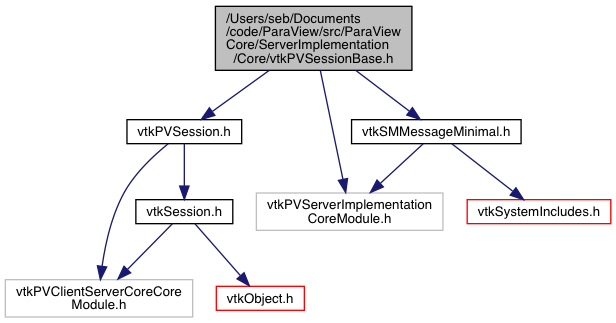 /Users/seb/Documents
/code/ParaView/src/ParaView
Core/ServerImplementation
/Core/vtkPVSessionBase.h
vtkPVSession.h
vtkSMMessageMinimal.h
vtkPVServerImplementation
CoreModule.h
vtkSystemIncludes.h
vtkSession.h
vtkPVClientServerCoreCore
Module.h
vtkObject.h